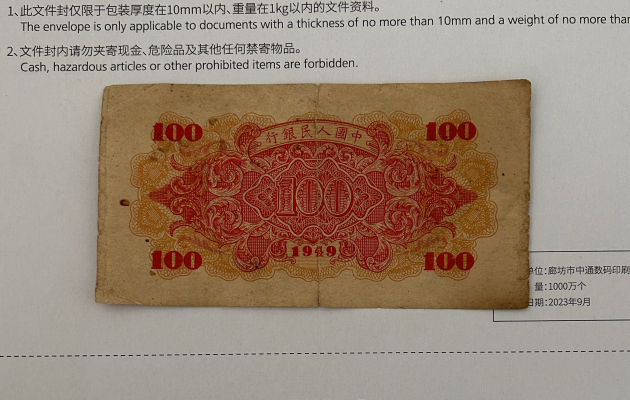 1、此文件封仅限于包装厚度在10mm以内、重量在1kg以内的文件资料。
The envelope is only applicable to documents with a thickness of no more than 10mm and a weight of no more than
2、文件封内请勿夹寄现金、危险品及其他任何禁寄物品。
Cash, hazardous articles or other prohibited items are forbidden.
100 100
行銀民人國中
100
100 1949 100
单位:廊坊市中通数码印刷
量:1000万个
日期:2023年9月